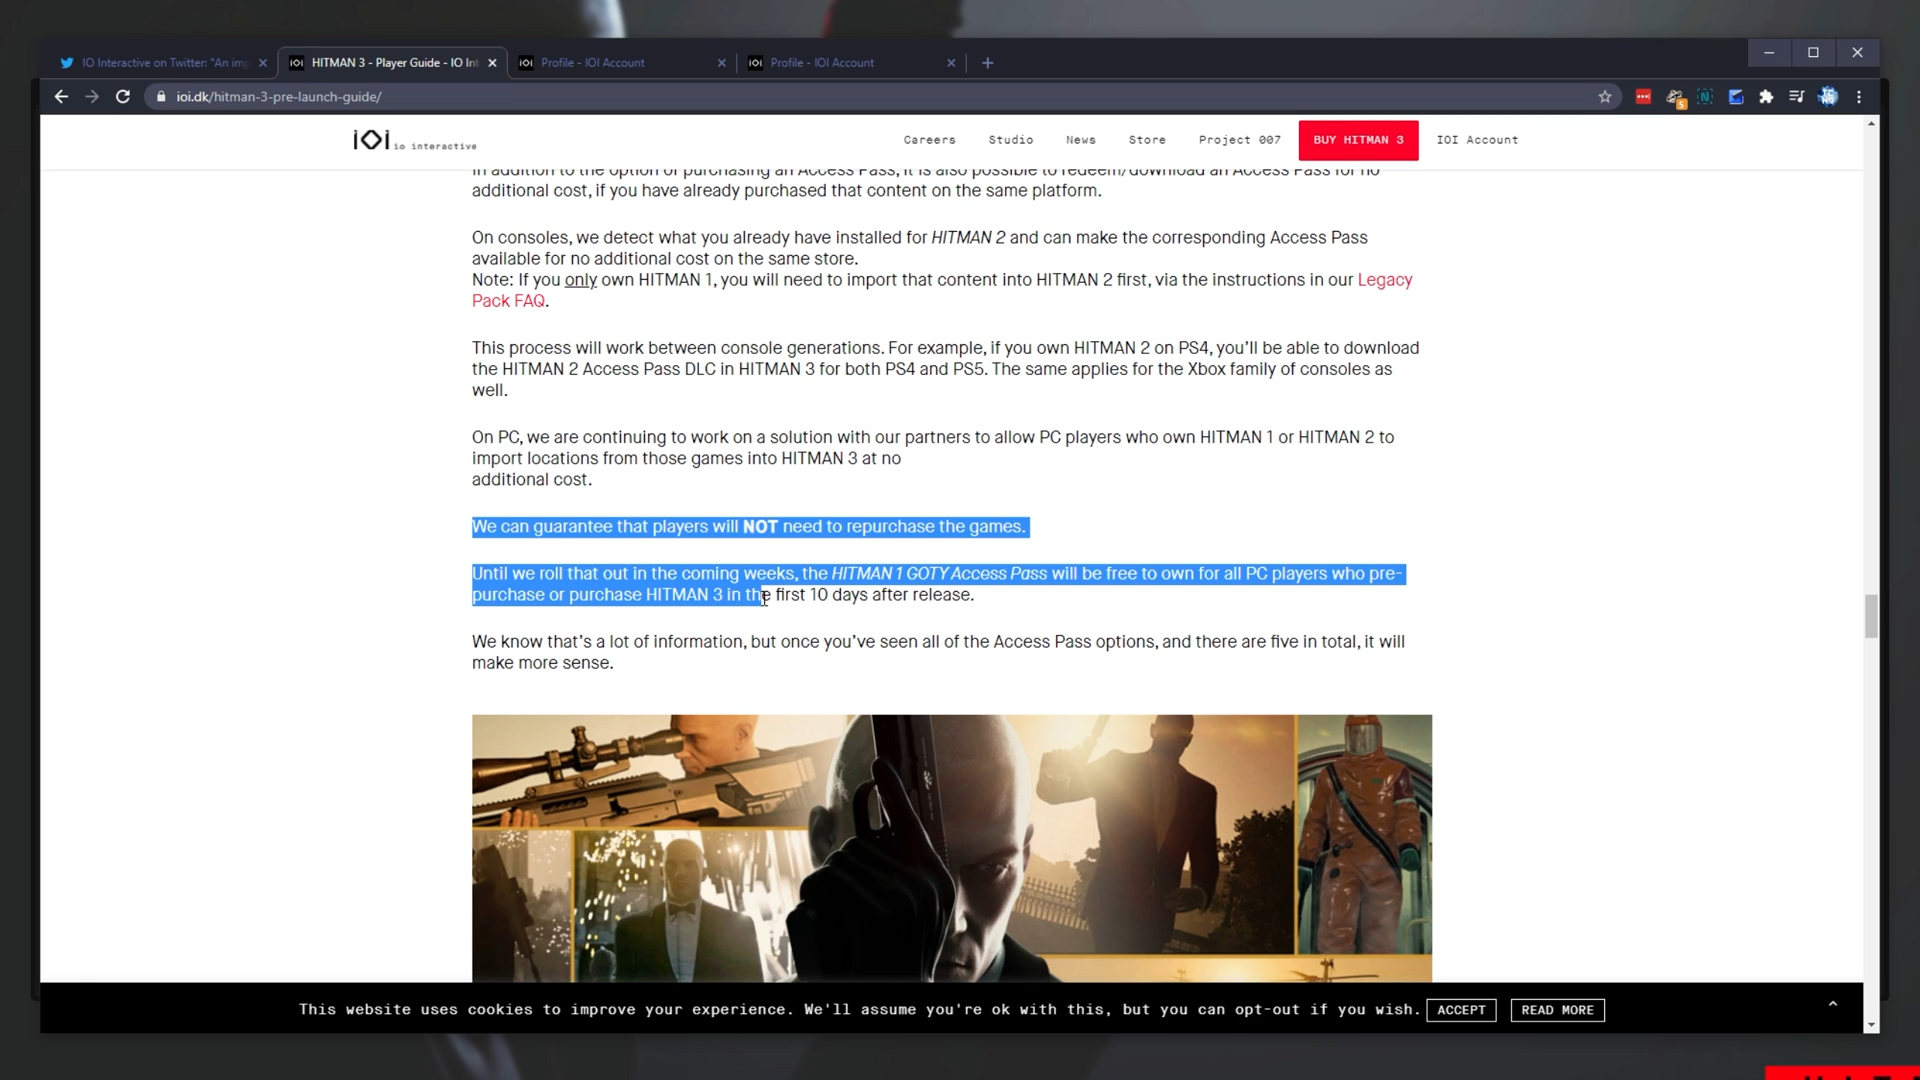 IO Interactive on Twitter: "An imp
HITMAN 3 - Player Guide - IO Int
Profile - IOI Account
Profile - IOI Account
ioi.dk/hitman-3-pre-launch-guide/
IOI io interactive
Careers
Studio
News
Store
Project 007
BUY HITMAN 3
IOI Account
In addition to the option of purchasing an Access Pass, it is also possible to redeem/download an Access Pass for no
additional cost, if you have already purchased that content on the same platform.
On consoles, we detect what you already have installed for HITMAN 2 and can make the corresponding Access Pass
available for no additional cost on the same store.
Note: If you only own HITMAN 1, you will need to import that content into HITMAN 2 first, via the instructions in our Legacy
Pack FAQ.
This process will work between console generations. For example, if you own HITMAN 2 on PS4, you'll be able to download
the HITMAN 2 Access Pass DLC in HITMAN 3 for both PS4 and PS5. The same applies for the Xbox family of consoles as
well.
On PC, we are continuing to work on a solution with our partners to allow PC players who own HITMAN 1 or HITMAN 2 to
import locations from those games into HITMAN 3 at no
additional cost.
We can guarantee that players will NOT need to repurchase the games.
Until we roll that out in the coming weeks, the HITMAN 1 GOTY Access Pass will be free to own for all PC players who pre-
purchase or purchase HITMAN 3 in the first 10 days after release.
We know that's a lot of information, but once you've seen all of the Access Pass options, and there are five in total, it will
make more sense.
This website uses cookies to improve your experience. We'll assume you're ok with this, but you can opt-out if you wish.
ACCEPT
READ MORE